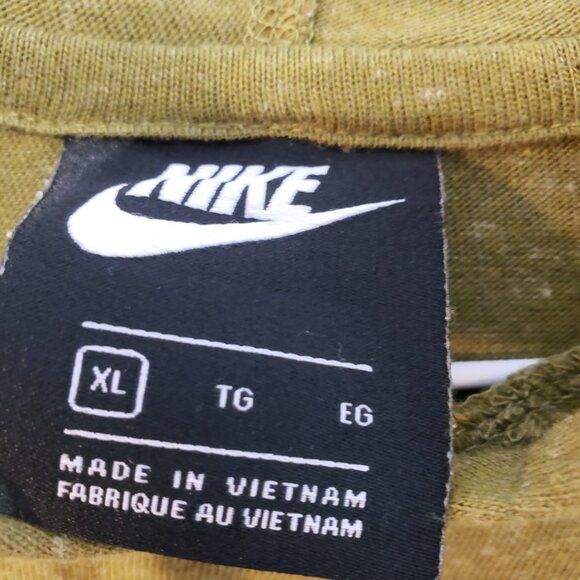 NIKE
XL TG EG
MADE IN VIETNAM
FABRIQUE AU VIETNAM